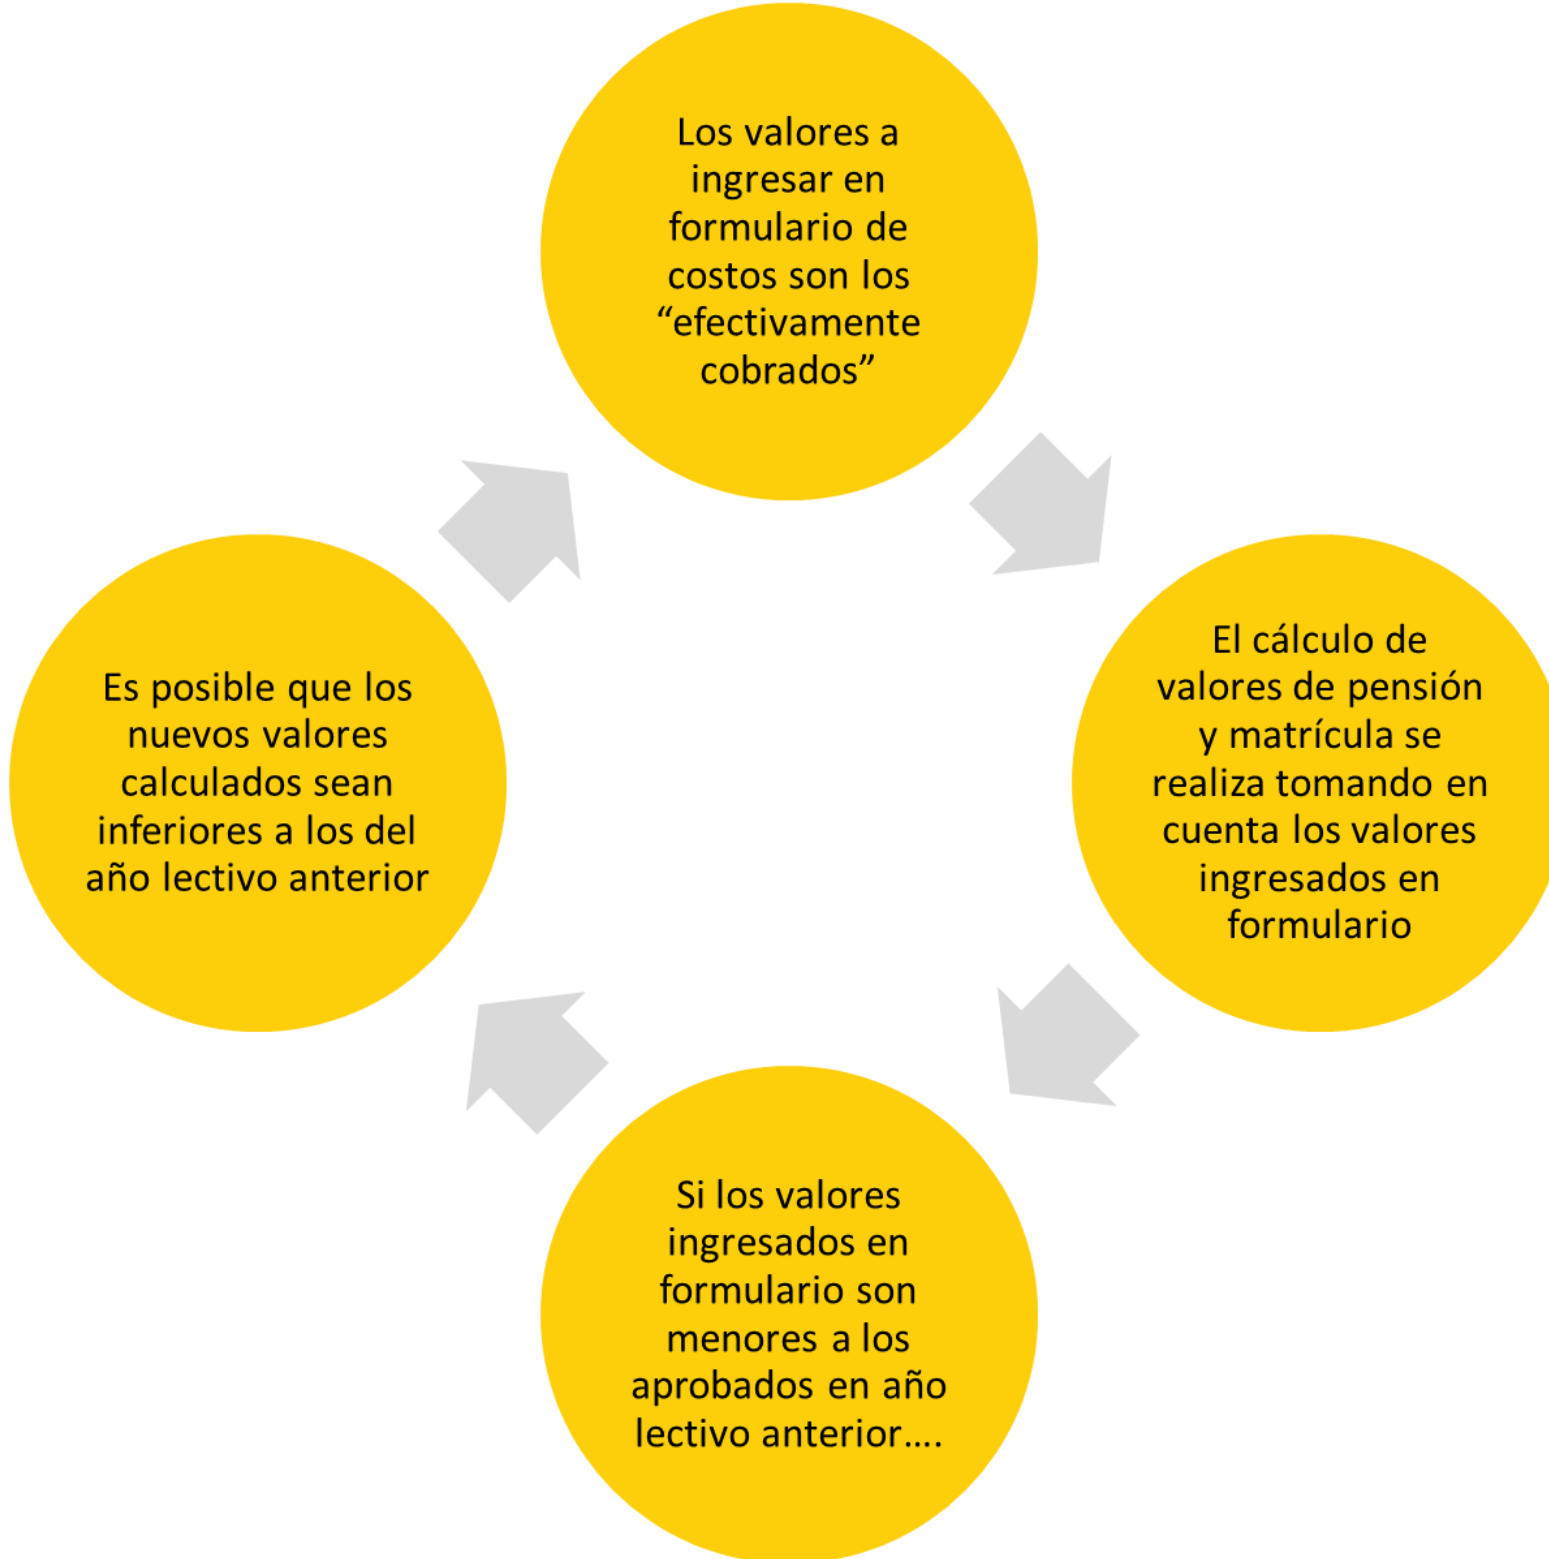 Los valores a
ingresar en
formulario de
costos son los
“efectivamente
cobrados”
El cálculo de
valores de pensión
y matrícula se
realiza tomando en
cuenta los valores
ingresados en
formulario
Si los valores
ingresados en
formulario son
menores a los
aprobados en año
lectivo anterior….
Es posible que los
nuevos valores
calculados sean
inferiores a los del
año lectivo anterior